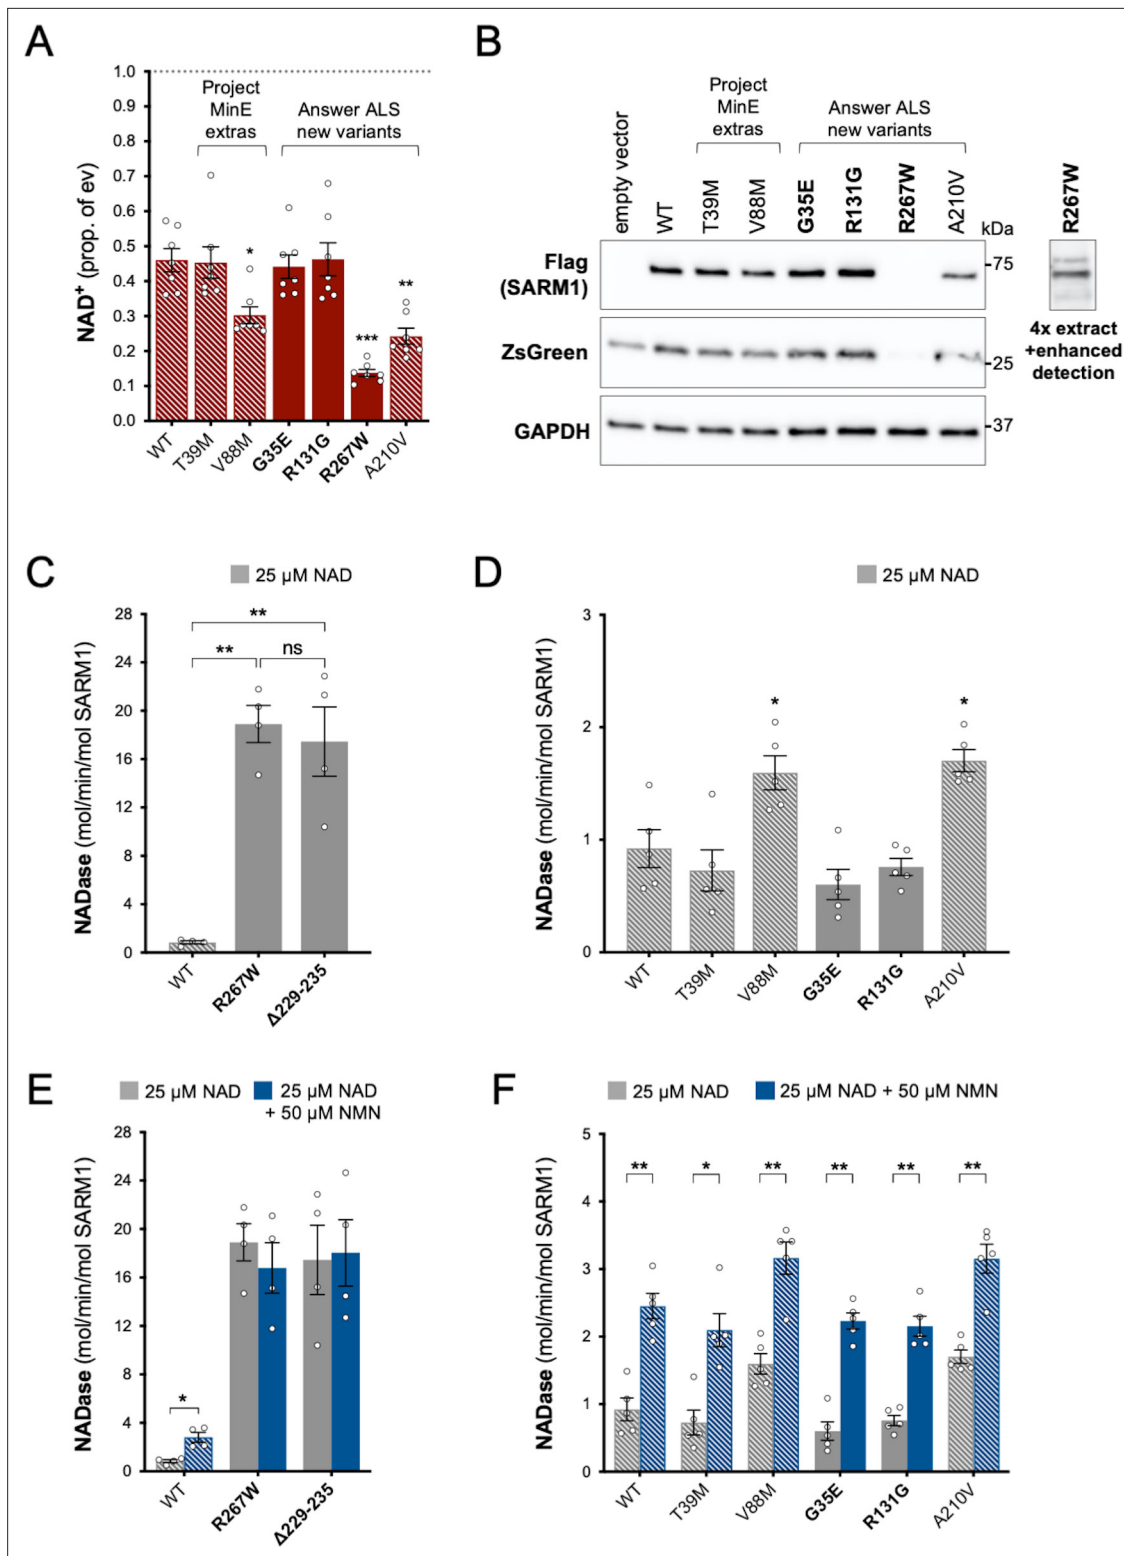 A
NAD⁺ (prop. of ev)
1.0
0.9
0.8
0.7
0.6
0.5
0.4
0.3
0.2
0.1
0.0
Project
MinE
extras
Answer ALS
new variants
*
***
**
WT
T39M
V88M
G35E
R131G
R267W
A210V
B
Project
MinE
extras
Answer ALS
new variants
empty vector
WT
T39M
V88M
G35E
R131G
R267W
A210V
kDa
R267W
Flag
(SARM1)
-75
ZsGreen
-25
GAPDH
-37
4x extract
+enhanced
detection
C
25 µM NAD
NADase (mol/min/mol SARM1)
28
24
20
16
12
8
4
0
**
**
ns
WT
R267W
Δ229-235
D
25 µM NAD
NADase (mol/min/mol SARM1)
3
2
1
0
*
*
WT
T39M
V88M
G35E
R131G
A210V
E
25 µM NAD
25 µM NAD
+ 50 µM NMN
NADase (mol/min/mol SARM1)
28
24
20
16
12
8
4
0
*
WT
R267W
Δ229-235
F
25 µM NAD
25 µM NAD + 50 µM NMN
NADase (mol/min/mol SARM1)
5
4
3
2
1
0
**
*
**
**
**
**
WT
T39M
V88M
G35E
R131G
A210V